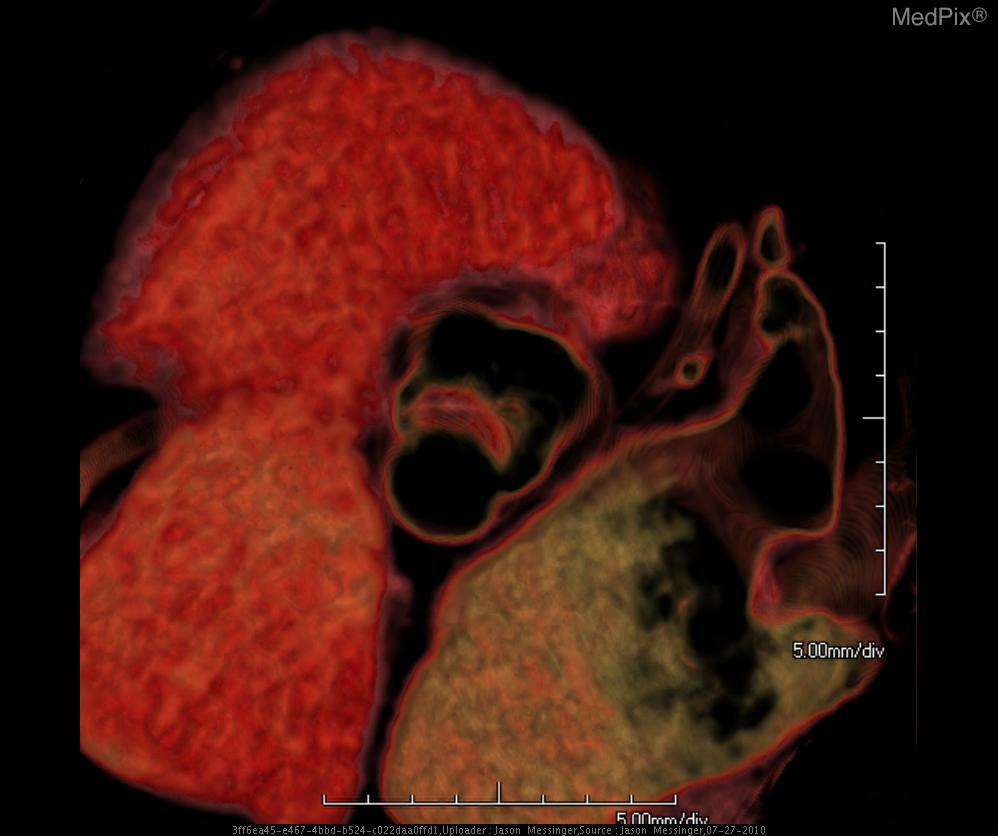 MedPix®
5.00mm/div
5.00mm/div
3ff6ea45-e467-4bbd-b524-c022daa0ffd1,Uploader: Jason Messinger,Source: Jason Messinger,07-27-2010